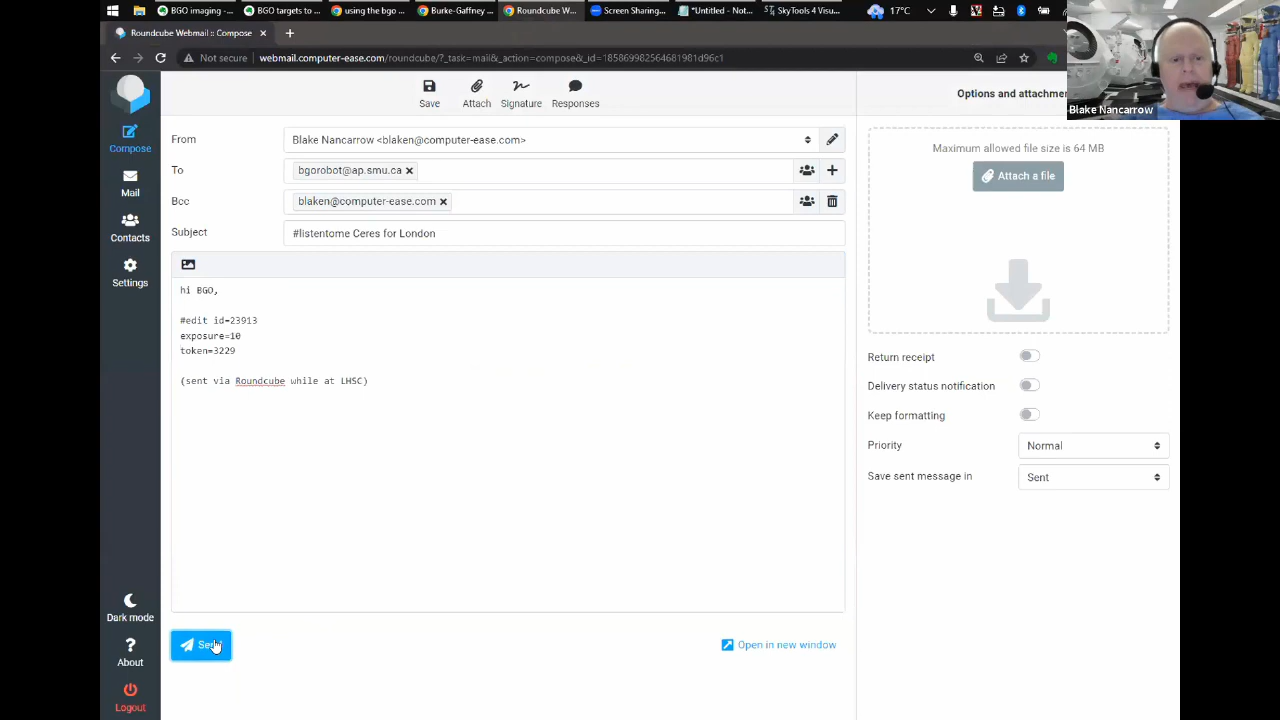 BGO imaging -...
BGO targets to ...
using the bgo ...
Burke-Gaffney ...
Roundcube W...
Screen Sharing...
*Untitled - Not...
SkyTools 4 Visu...
17°C
Roundcube Webmail :: Compose
Not secure
webmail.computer-ease.com/roundcube/?_task=mail&_action=compose&_id=185869982564681981d96c1
Blake Nancarrow
Compose
Mail
Contacts
Settings
Dark mode
About
Logout
Save
Attach
Signature
Responses
From
Blake Nancarrow <blaken@computer-ease.com>
To
bgorobot@ap.smu.ca
Bcc
blaken@computer-ease.com
Subject
#listentome Ceres for London
hi BGO,
#edit id=23913
exposure=10
token=3229
(sent via Roundcube while at LHSC)
Open in new window
Options and attachmen
Maximum allowed file size is 64 MB
Attach a file
Return receipt
Delivery status notification
Keep formatting
Priority
Normal
Save sent message in
Sent